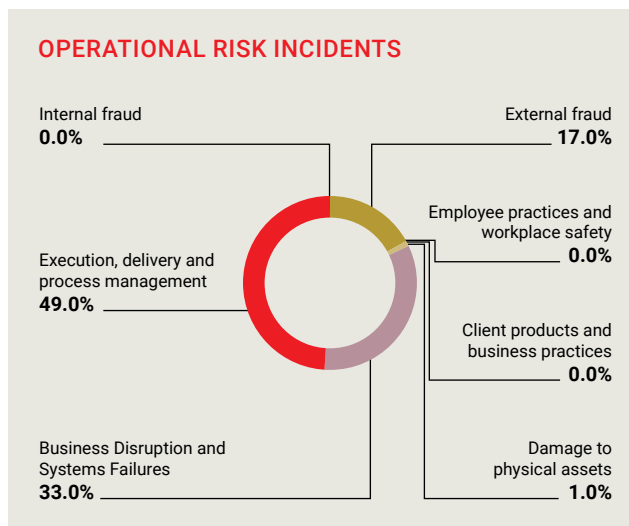 OPERATIONAL RISK INCIDENTS
Internal fraud
0.0%
External fraud
17.0%
Employee practices and
workplace safety
0.0%
Execution, delivery and
process management
49.0%
Client products and
business practices
0.0%
Business Disruption and
Systems Failures
33.0%
Damage to
physical assets
1.0%